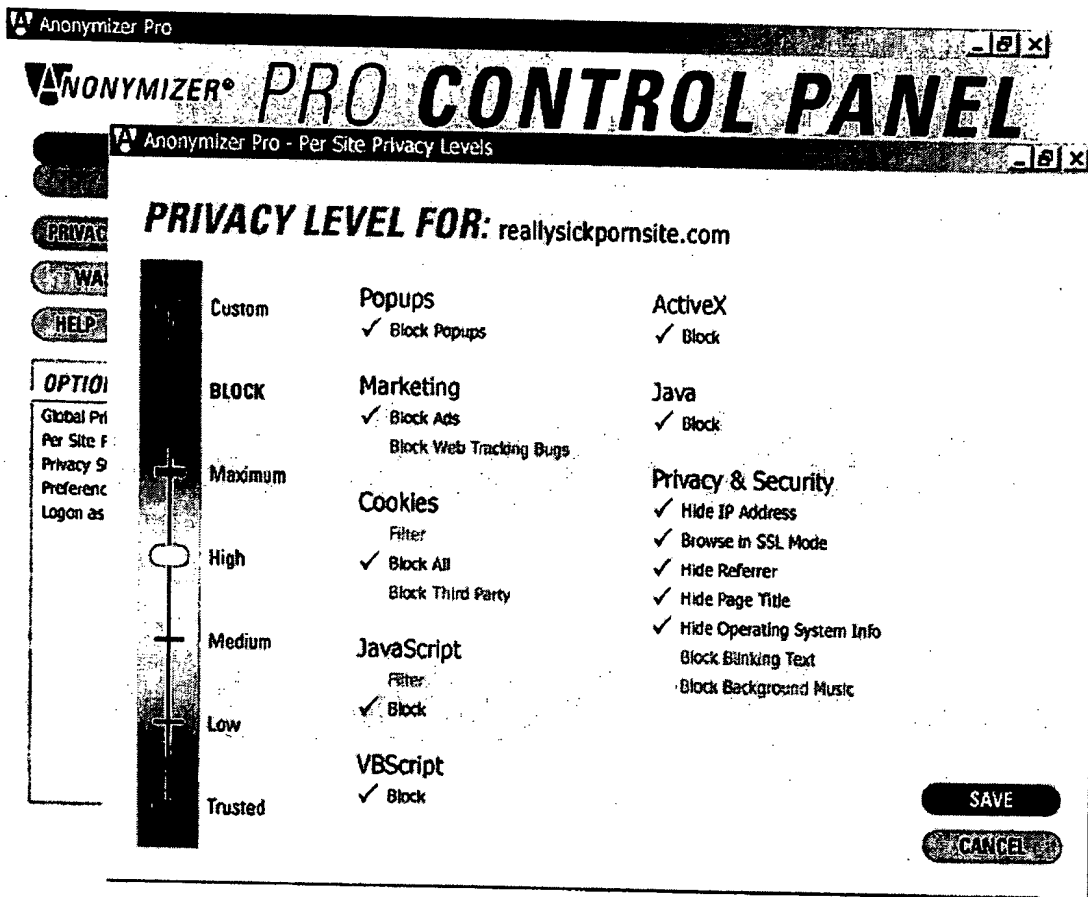 Anonymizer Pro
ANONYMIZER® PRO CONTROL PANEL
Anonymizer Pro - Per Site Privacy Levels
PRIVACY LEVEL FOR: reallysickpornsite.com
PRIVAC
WA
HELP
OPTIO
Global Pri
Per Site P
Privacy S
Preferenc
Logon as
Custom
BLOCK
Maximum
High
Medium
Low
Trusted
Popups
✓ Block Popups
Marketing
✓ Block Ads
Block Web Tracking Bugs
Cookies
Filter
✓ Block All
Block Third Party
JavaScript
Filter
✓ Block
VBScript
✓ Block
ActiveX
✓ Block
Java
✓ Block
Privacy & Security
✓ Hide IP Address
✓ Browse in SSL Mode
✓ Hide Referrer
✓ Hide Page Title
✓ Hide Operating System Info
Block Blinking Text
Block Background Music
SAVE
CANCEL